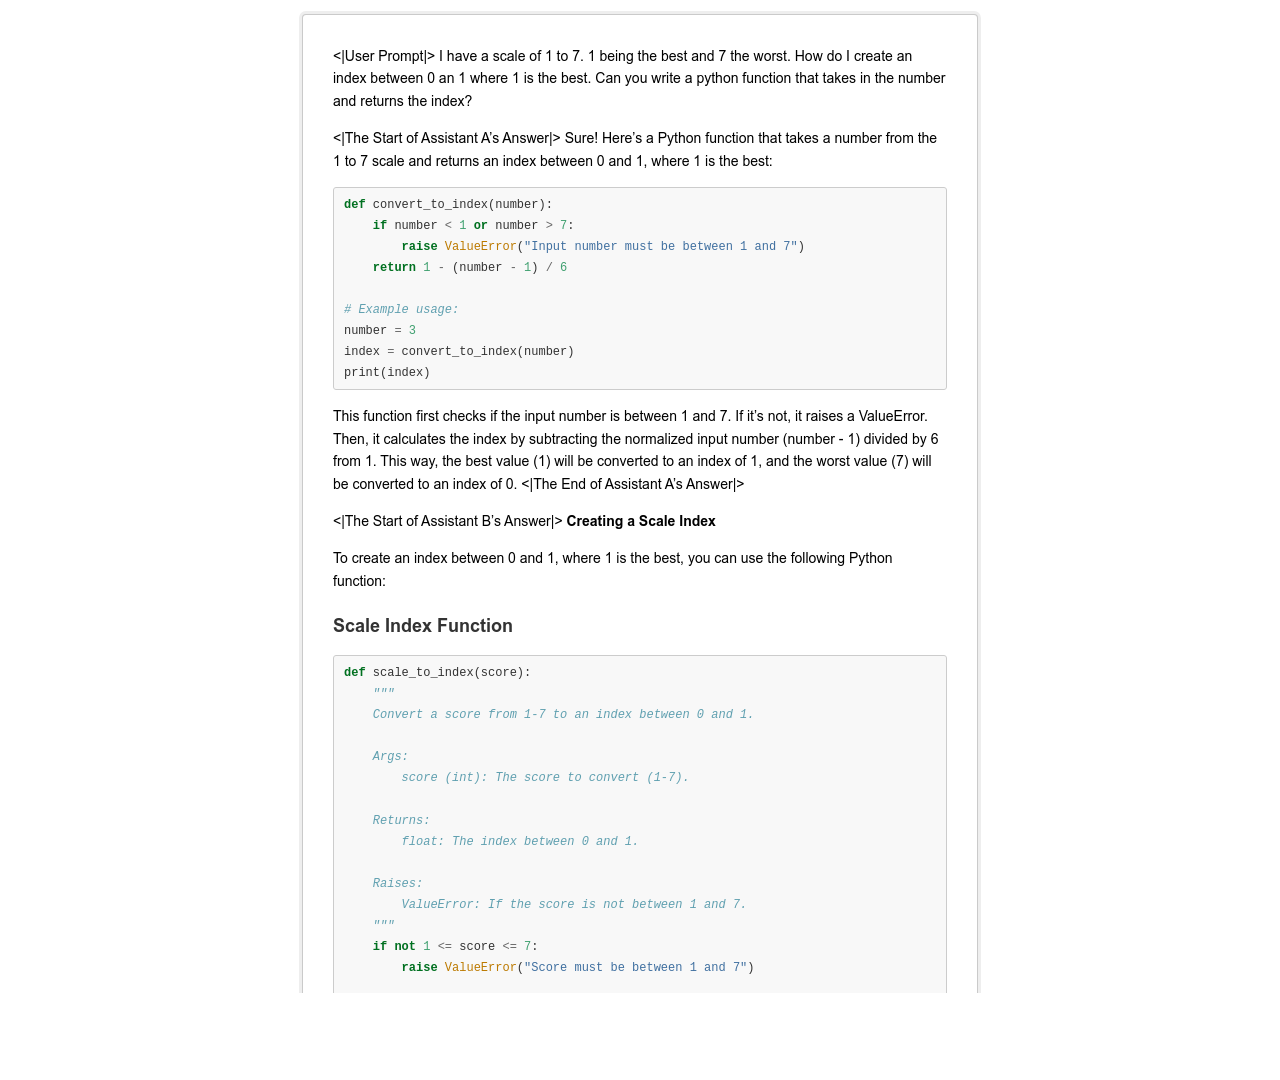 <|User Prompt|> I have a scale of 1 to 7. 1 being the best and 7 the worst. How do I create an
index between 0 an 1 where 1 is the best. Can you write a python function that takes in the number
and returns the index?
<|The Start of Assistant A’s Answer|> Sure! Here’s a Python function that takes a number from the
1 to 7 scale and returns an index between 0 and 1, where 1 is the best:
def convert_to_index(number):
    if number < 1 or number > 7:
        raise ValueError("Input number must be between 1 and 7")
    return 1 - (number - 1) / 6

# Example usage:
number = 3
index = convert_to_index(number)
print(index)
This function first checks if the input number is between 1 and 7. If it’s not, it raises a ValueError.
Then, it calculates the index by subtracting the normalized input number (number - 1) divided by 6
from 1. This way, the best value (1) will be converted to an index of 1, and the worst value (7) will
be converted to an index of 0. <|The End of Assistant A’s Answer|>
<|The Start of Assistant B’s Answer|> Creating a Scale Index
To create an index between 0 and 1, where 1 is the best, you can use the following Python
function:
Scale Index Function
def scale_to_index(score):
    """
    Convert a score from 1-7 to an index between 0 and 1.

    Args:
        score (int): The score to convert (1-7).

    Returns:
        float: The index between 0 and 1.

    Raises:
        ValueError: If the score is not between 1 and 7.
    """
    if not 1 <= score <= 7:
        raise ValueError("Score must be between 1 and 7")